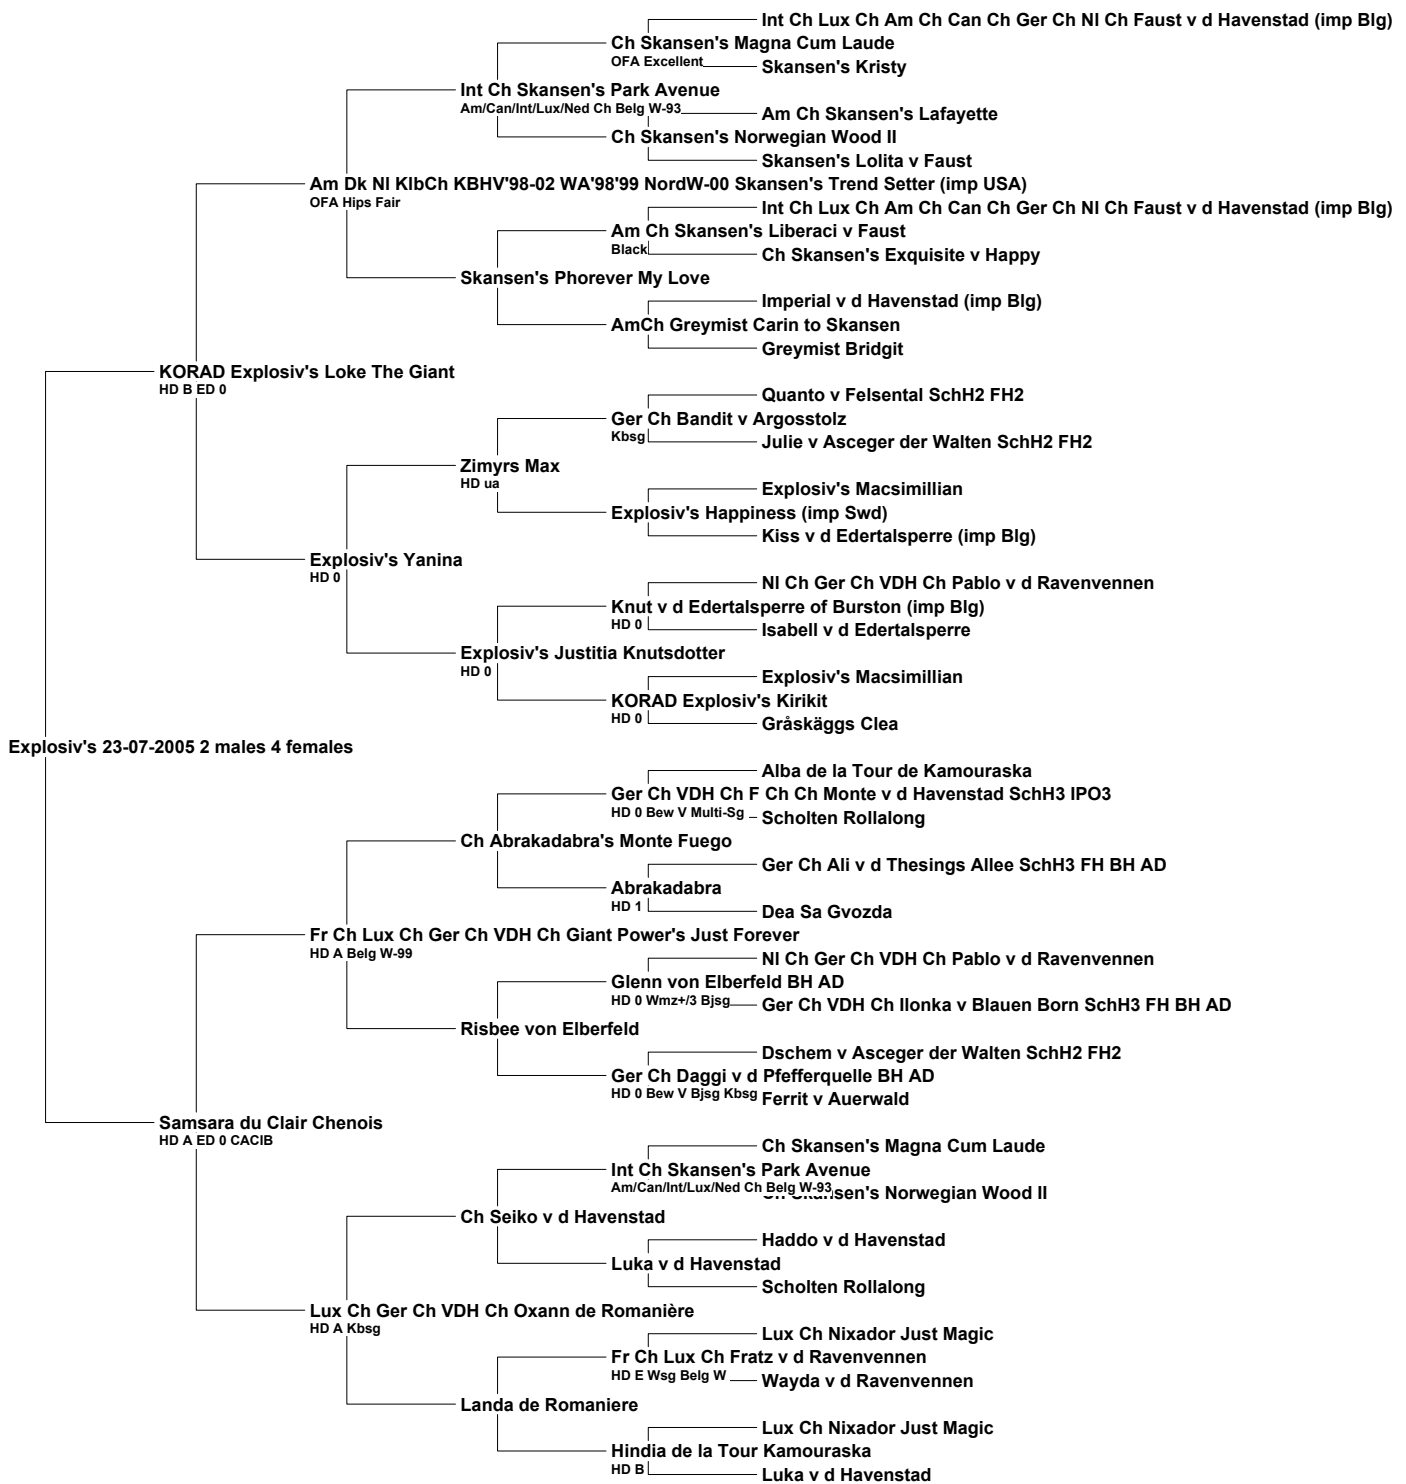 Int Ch Lux Ch Am Ch Can Ch Ger Ch Nl Ch Faust v d Havenstad (imp Blg)
Ch Skansen's Magna Cum Laude
OFA Excellent
Skansen's Kristy
Int Ch Skansen's Park Avenue
Am/Can/Int/Lux/Ned Ch Belg W-93
Am Ch Skansen's Lafayette
Ch Skansen's Norwegian Wood II
Skansen's Lolita v Faust
Am Dk Nl KlbCh KBHV'98-02 WA'98'99 NordW-00 Skansen's Trend Setter (imp USA)
OFA Hips Fair
Int Ch Lux Ch Am Ch Can Ch Ger Ch Nl Ch Faust v d Havenstad (imp Blg)
Am Ch Skansen's Liberaci v Faust
Black
Ch Skansen's Exquisite v Happy
Skansen's Phorever My Love
Imperial v d Havenstad (imp Blg)
AmCh Greymist Carin to Skansen
Greymist Bridgit
KORAD Explosiv's Loke The Giant
HD B ED 0
Quanto v Felsental SchH2 FH2
Ger Ch Bandit v Argosstolz
Kbsg
Julie v Asceger der Walten SchH2 FH2
Zimyrs Max
HD ua
Explosiv's Macsimillian
Explosiv's Happiness (imp Swd)
Kiss v d Edertalsperre (imp Blg)
Explosiv's Yanina
HD 0
Nl Ch Ger Ch VDH Ch Pablo v d Ravenvennen
Knut v d Edertalsperre of Burston (imp Blg)
HD 0
Isabell v d Edertalsperre
Explosiv's Justitia Knutsdotter
HD 0
Explosiv's Macsimillian
KORAD Explosiv's Kirikit
HD 0
Gråskäggs Clea
Explosiv's 23-07-2005 2 males 4 females
Alba de la Tour de Kamouraska
Ger Ch VDH Ch F Ch Ch Monte v d Havenstad SchH3 IPO3
HD 0 Bew V Multi-Sg
Scholten Rollalong
Ch Abrakadabra's Monte Fuego
Ger Ch Ali v d Thesings Allee SchH3 FH BH AD
Abrakadabra
HD 1
Dea Sa Gvozda
Fr Ch Lux Ch Ger Ch VDH Ch Giant Power's Just Forever
HD A Belg W-99
Nl Ch Ger Ch VDH Ch Pablo v d Ravenvennen
Glenn von Elberfeld BH AD
HD 0 Wmz+/3 Bjsg
Ger Ch VDH Ch Ilonka v Blauen Born SchH3 FH BH AD
Risbee von Elberfeld
Dschem v Asceger der Walten SchH2 FH2
Ger Ch Daggi v d Pfefferquelle BH AD
HD 0 Bew V Bjsg Kbsg
Ferrit v Auerwald
Samsara du Clair Chenois
HD A ED 0 CACIB
Ch Skansen's Magna Cum Laude
Int Ch Skansen's Park Avenue
Am/Can/Int/Lux/Ned Ch Belg W-93
Ch Skansen's Norwegian Wood II
Ch Seiko v d Havenstad
Haddo v d Havenstad
Luka v d Havenstad
Scholten Rollalong
Lux Ch Ger Ch VDH Ch Oxann de Romanière
HD A Kbsg
Lux Ch Nixador Just Magic
Fr Ch Lux Ch Fratz v d Ravenvennen
HD E Wsg Belg W
Wayda v d Ravenvennen
Landa de Romaniere
Lux Ch Nixador Just Magic
Hindia de la Tour Kamouraska
HD B
Luka v d Havenstad